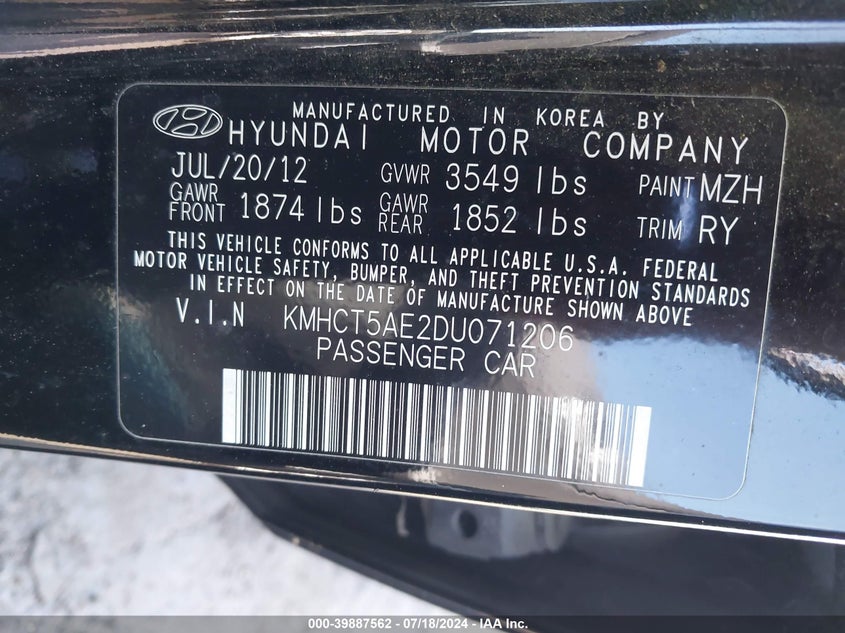 MANUFACTURED IN KOREA BY
HYUNDAI MOTOR COMPANY
JUL/20/12 GVWR 3549 lbs PAINT MZH
GAWR FRONT 1874 lbs GAWR REAR 1852 lbs TRIM RY
THIS VEHICLE CONFORMS TO ALL APPLICABLE U.S.A. FEDERAL
MOTOR VEHICLE SAFETY, BUMPER, AND THEFT PREVENTION STANDARDS
IN EFFECT ON THE DATE OF MANUFACTURE SHOWN ABOVE
V.I.N KMHCT5AE2DU071206
PASSENGER CAR
000-39887562 - 07/18/2024 - IAA Inc.